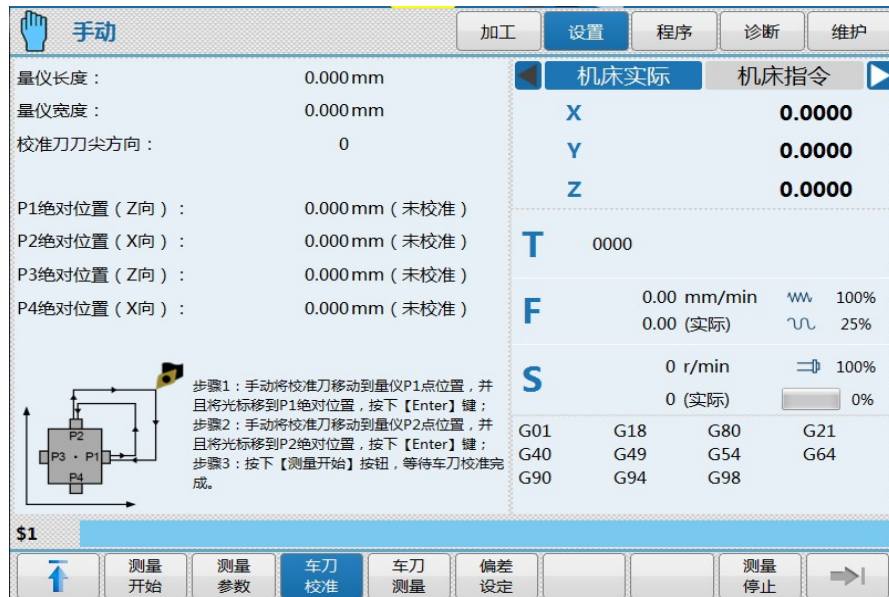 手动
加工 设置 程序 诊断 维护
量仪长度： 0.000mm
量仪宽度： 0.000mm
校准刀刀尖方向： 0
P1绝对位置（Z向）： 0.000mm（未校准）
P2绝对位置（X向）： 0.000mm（未校准）
P3绝对位置（Z向）： 0.000mm（未校准）
P4绝对位置（X向）： 0.000mm（未校准）
P2
P3 · P1
P4
步骤1：手动将校准刀移动到量仪P1点位置，并
且将光标移到P1绝对位置，按下【Enter】键；
步骤2：手动将校准刀移动到量仪P2点位置，并
且将光标移到P2绝对位置，按下【Enter】键；
步骤3：按下【测量开始】按钮，等待车刀校准完
成。
机床实际 机床指令
X 0.0000
Y 0.0000
Z 0.0000
T 0000
F 0.00 mm/min 100%
0.00 (实际) 25%
S 0 r/min 100%
0 (实际) 0%
G01 G18 G80 G21
G40 G49 G54 G64
G90 G94 G98
$1
测量
开始
测量
参数
车刀
校准
车刀
测量
偏差
设定
测量
停止